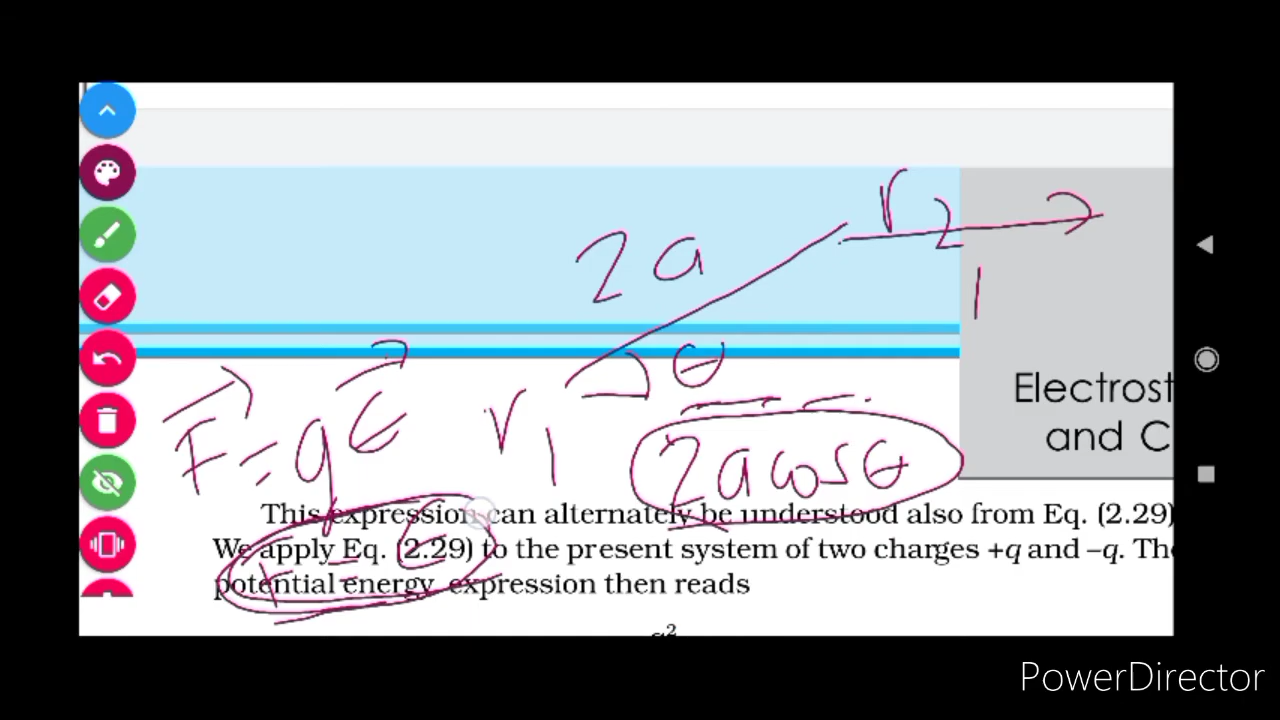 r2
2a
1
θ
F = qE
r1
2a cosθ
Electrost
and C
This expression can alternately be understood also from Eq. (2.29)
We apply Eq. (2.29) to the present system of two charges +q and –q. The
potential energy expression then reads
F = E
q²
PowerDirector